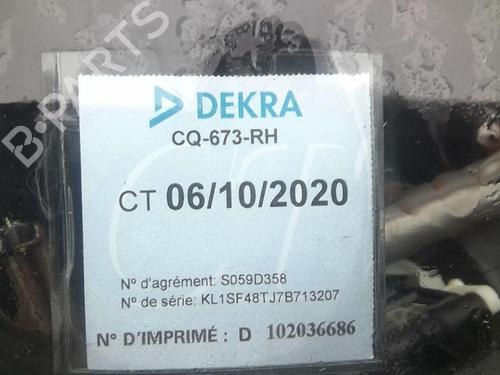 B-PARTS
DEKRA
CQ-673-RH
CT 06/10/2020
N° d'agrément: S059D358
N° de série: KL1SF48TJ7B713207
N° D'IMPRIMÉ : D 102036686